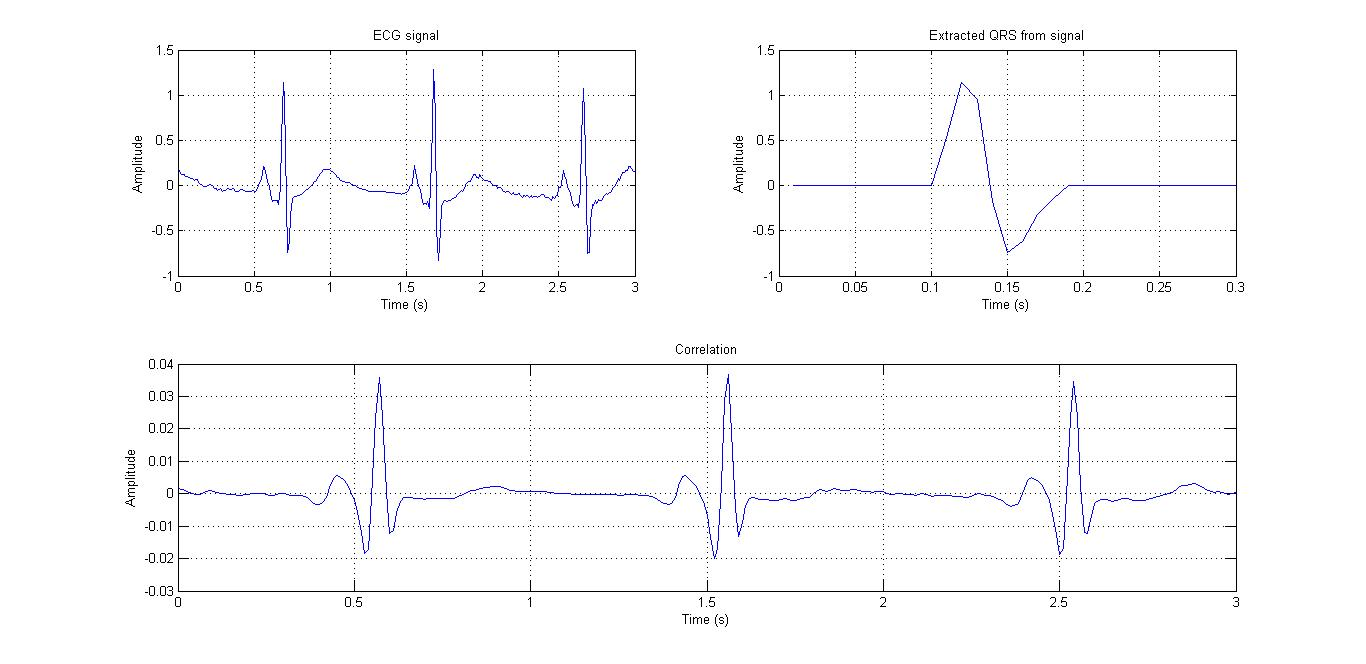 ECG signal
Amplitude
1.5
1
0.5
0
-0.5
-1
0 0.5 1 1.5 2 2.5 3
Time (s)
Extracted QRS from signal
Amplitude
1.5
1
0.5
0
-0.5
-1
0 0.05 0.1 0.15 0.2 0.25 0.3
Time (s)
Correlation
Amplitude
0.04
0.03
0.02
0.01
0
-0.01
-0.02
-0.03
0 0.5 1 1.5 2 2.5 3
Time (s)